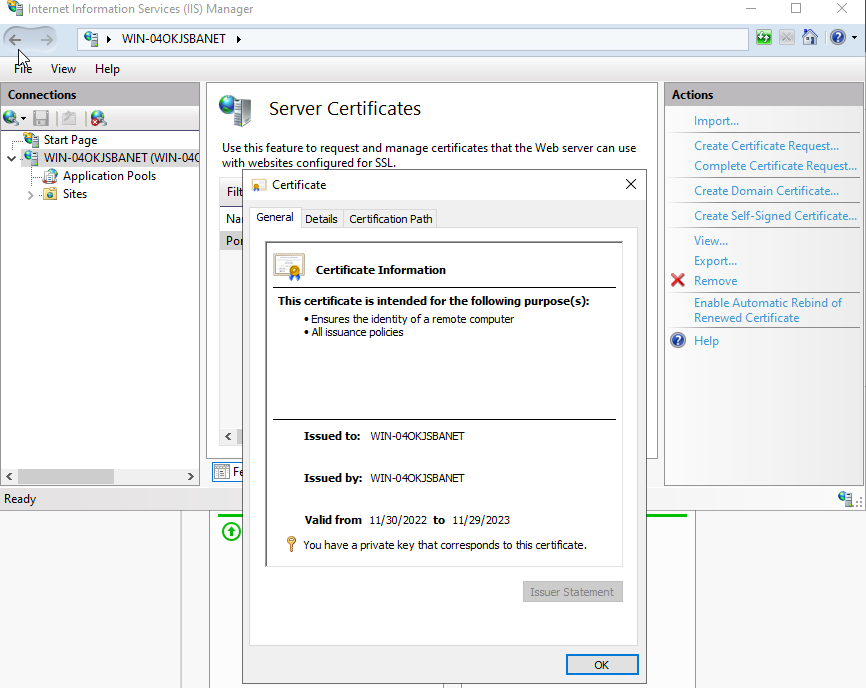 Internet Information Services (IIS) Manager
WIN-04OKJSBANET
File View Help
Connections
Start Page
WIN-04OKJSBANET (WIN-04C
Application Pools
Sites
Server Certificates
Use this feature to request and manage certificates that the Web server can use
with websites configured for SSL.
Filt
Na
Por
Fe
Certificate
General Details Certification Path
Certificate Information
This certificate is intended for the following purpose(s):
• Ensures the identity of a remote computer
• All issuance policies
Issued to: WIN-04OKJSBANET
Issued by: WIN-04OKJSBANET
Valid from 11/30/2022 to 11/29/2023
You have a private key that corresponds to this certificate.
Issuer Statement
OK
Actions
Import...
Create Certificate Request...
Complete Certificate Request...
Create Domain Certificate...
Create Self-Signed Certificate...
View...
Export...
Remove
Enable Automatic Rebind of
Renewed Certificate
Help
Ready